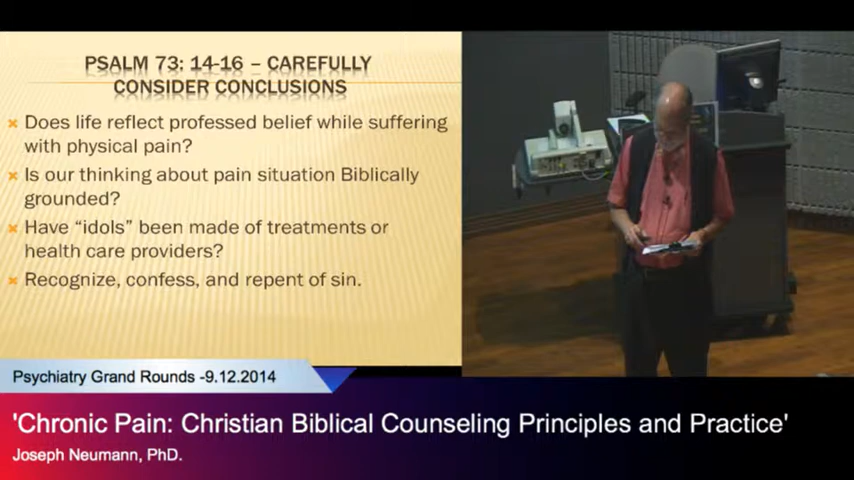 PSALM 73: 14-16 – CAREFULLY
CONSIDER CONCLUSIONS
Does life reflect professed belief while suffering
with physical pain?
Is our thinking about pain situation Biblically
grounded?
Have “idols” been made of treatments or
health care providers?
Recognize, confess, and repent of sin.
Psychiatry Grand Rounds -9.12.2014
'Chronic Pain: Christian Biblical Counseling Principles and Practice'
Joseph Neumann, PhD.